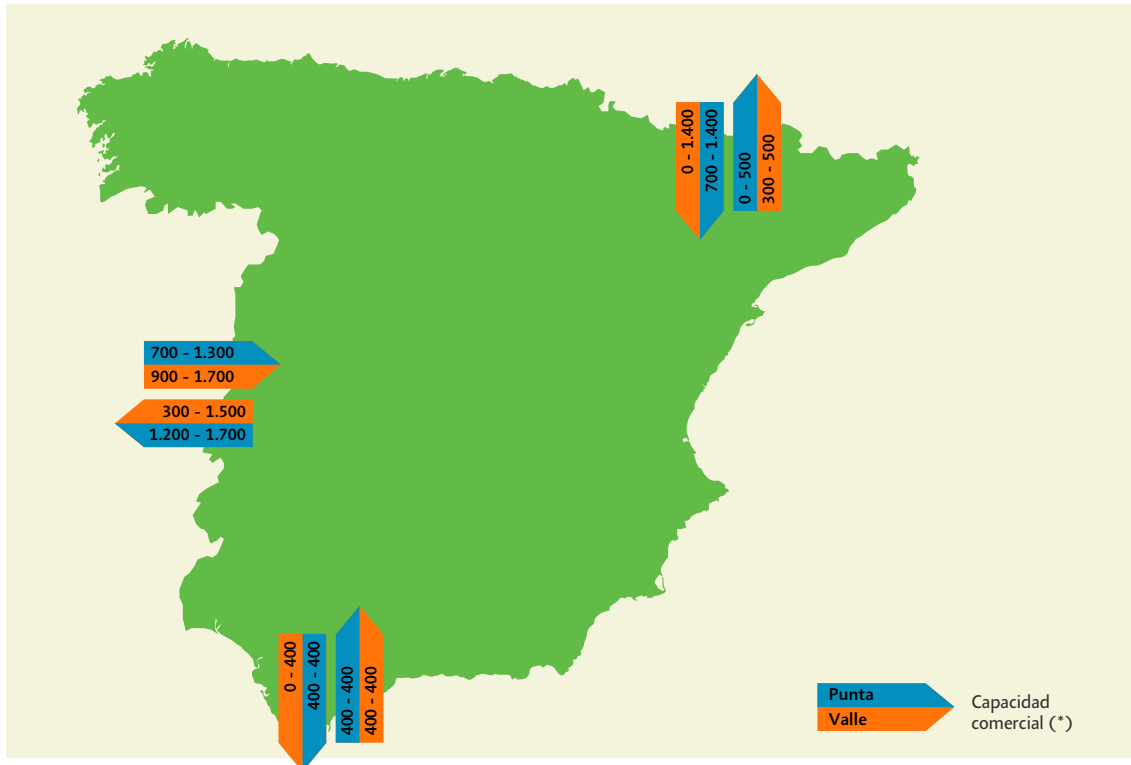 0 - 1.400
700 - 1.400
0 - 500
300 - 500
700 - 1.300
900 - 1.700
300 - 1.500
1.200 - 1.700
0 - 400
400 - 400
400 - 400
400 - 400
Punta
Valle
Capacidad
comercial (*)